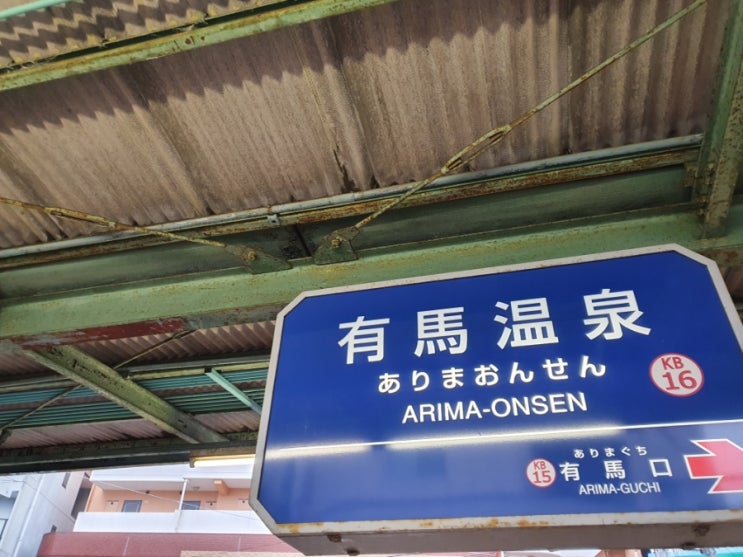 有馬温泉
ありまおんせん
ARIMA-ONSEN
KB
16
KB
15
ありまぐち
有馬口
ARIMA-GUCHI